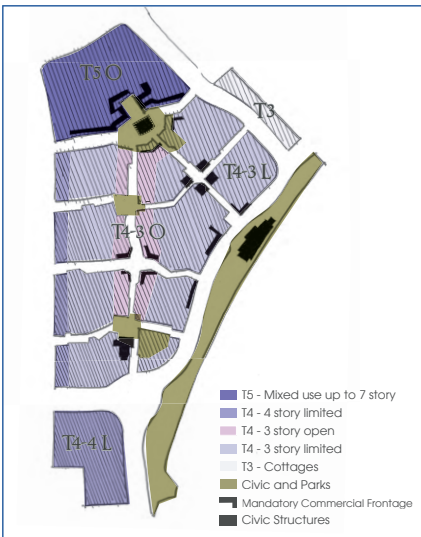 T5 O
T3
T4-3 L
T4-3 O
T4-4 L
T5 - Mixed use up to 7 story
T4 - 4 story limited
T4 - 3 story open
T4 - 3 story limited
T3 - Cottages
Civic and Parks
Mandatory Commercial Frontage
Civic Structures